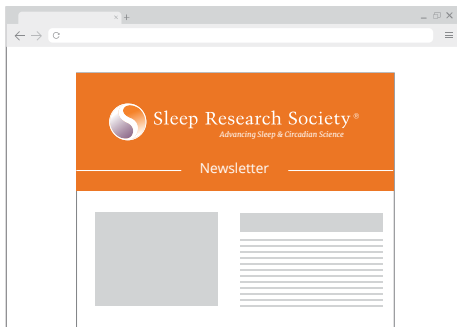 Sleep Research Society®
Advancing Sleep & Circadian Science
Newsletter